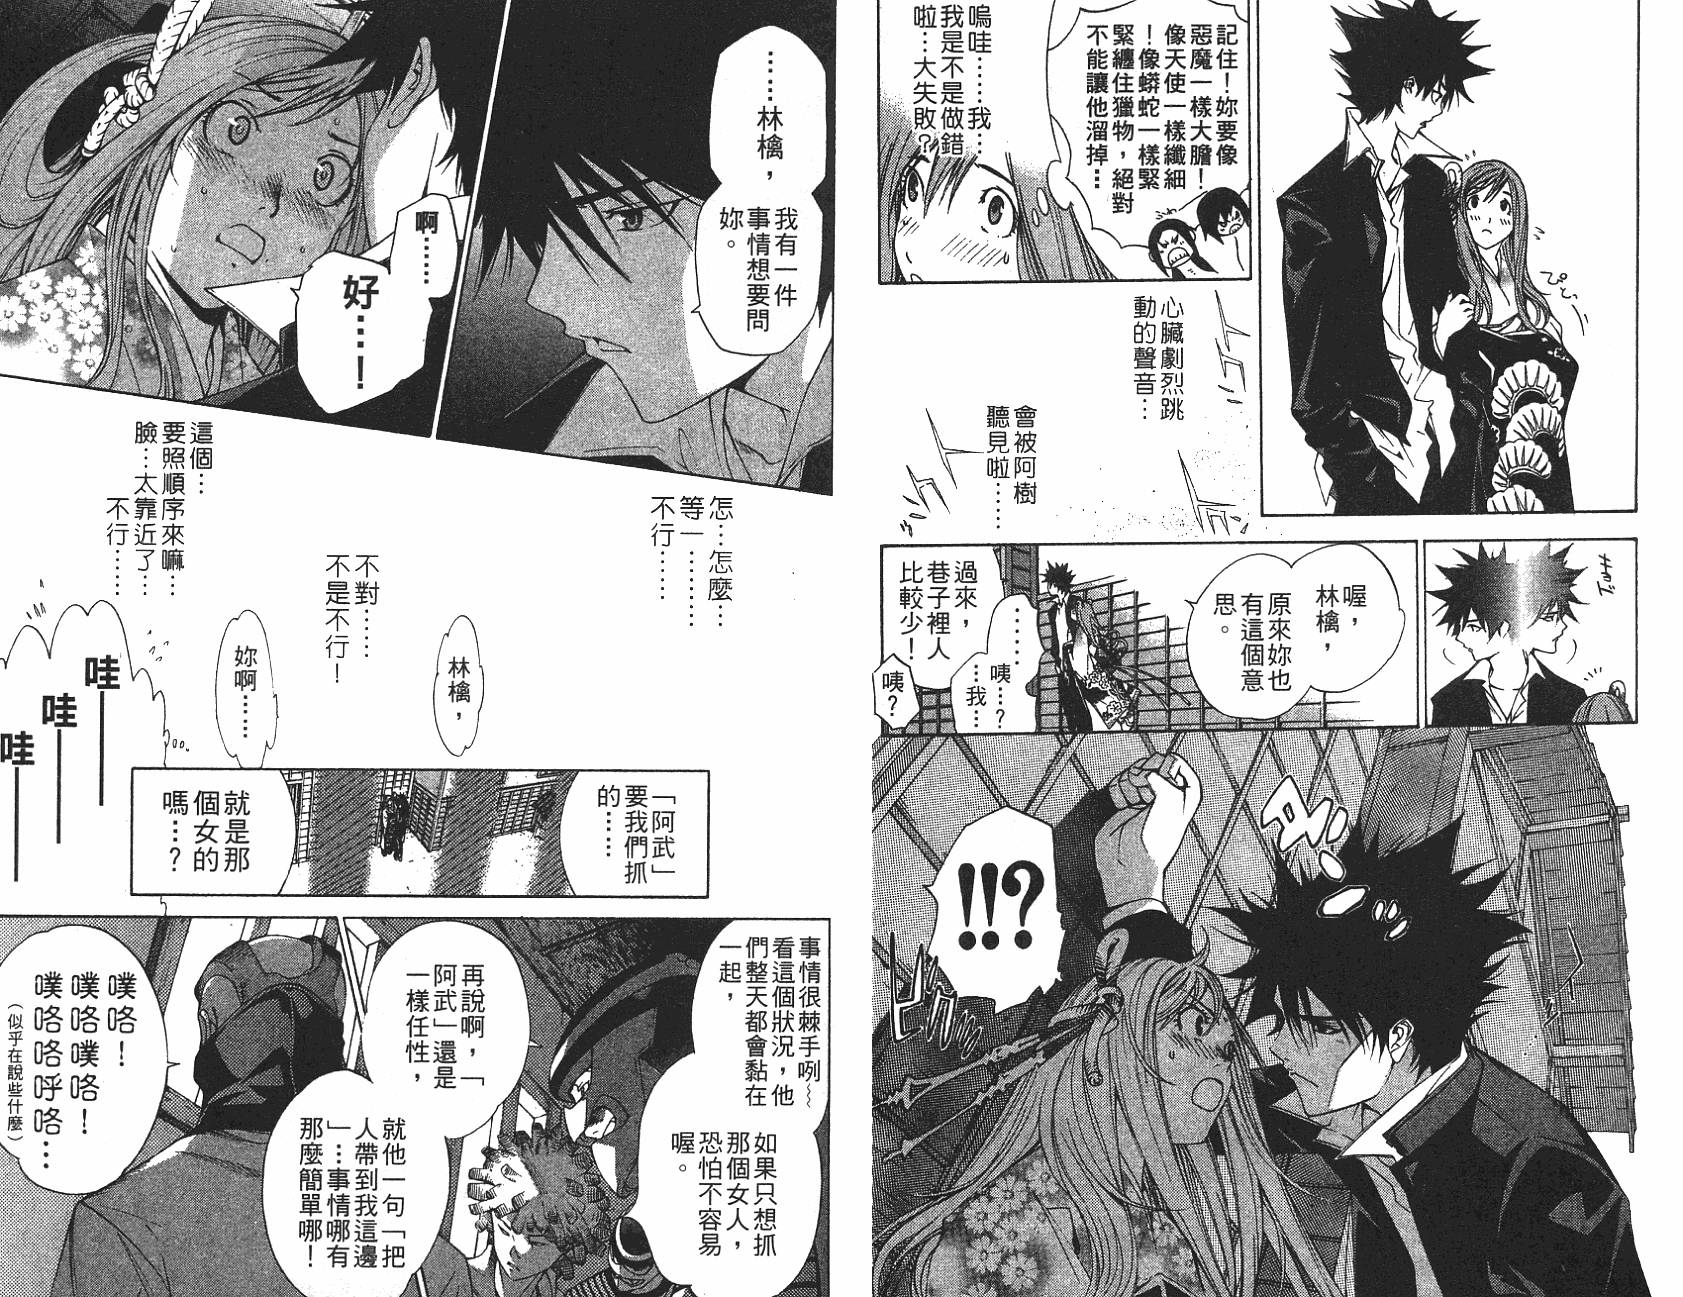 記住！妳要像
惡魔一樣大膽！
像天使一樣纖細
！像蟒蛇一樣緊
緊纏住獵物，絕對
不能讓他溜掉…
嗚哇……我…
我是不是做錯
啦…大失敗？
ぴとっ
心臟劇烈跳
動的聲音…
會被阿樹
聽見啦……
キョロ
喔，
林檎，
原來妳也
有這個意
思。
過來，
巷子裡人
比較少！
……
咦…？
我…
咦？
!!?
……林檎，
我有一件
事情想要問
妳。
啊……
好……！
怎…怎麼…
等一………
不行……
不對……
不是不行！
這個…
要照順序來嘛…
臉…太靠近了…
不行……
林檎，
妳啊……
哇——
哇——
哇——
「阿武」
要我們抓
的……
就是那
個女的
嗎…？
事情很棘手咧～
看這個狀況，他
們整天都會黏在
一起，
如果只想抓
那個女人，
恐怕不容易
喔。
再說啊，「
阿武」還是
一樣任性，
就他一句「把
人帶到我這邊
」…事情哪有
那麼簡單哪！
噗咯！
噗咯噗咯！
噗咯咯呼咯…
（似乎在說些什麼）